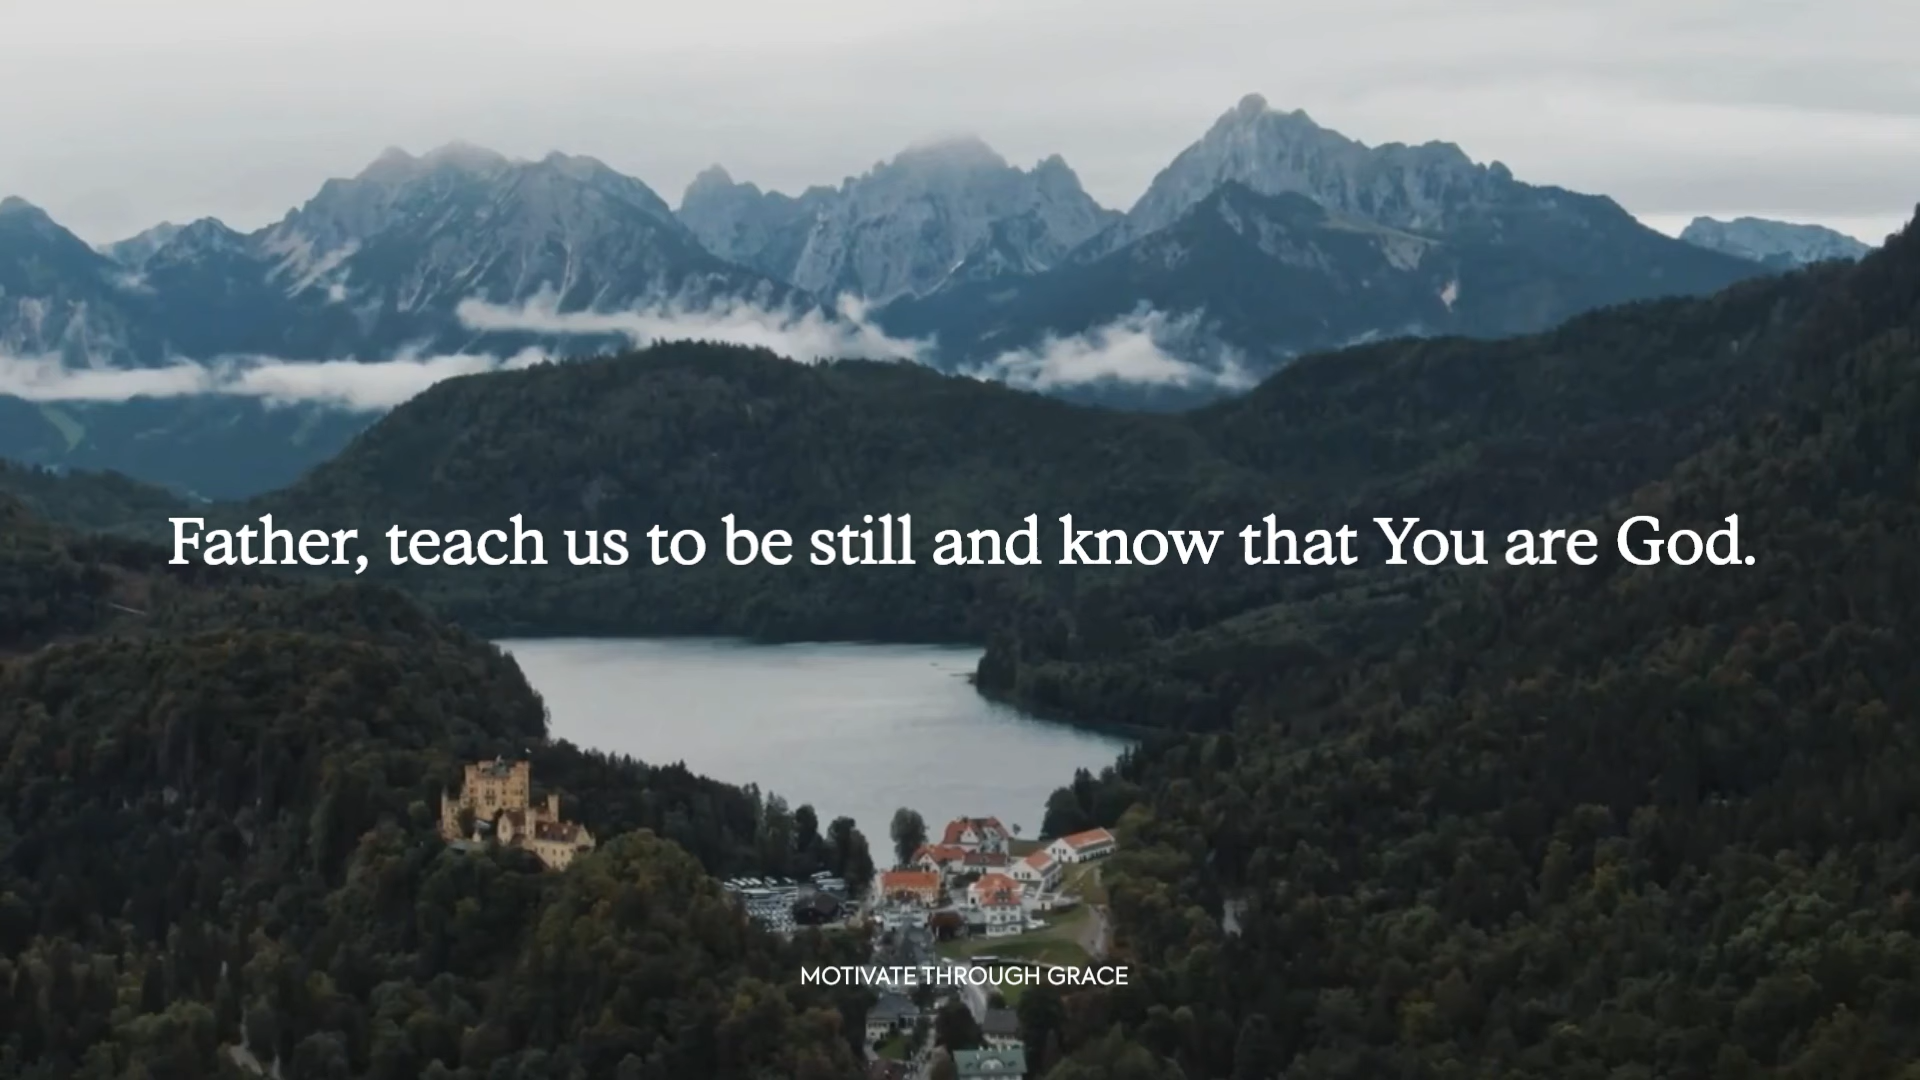 Father, teach us to be still and know that You are God.
MOTIVATE THROUGH GRACE